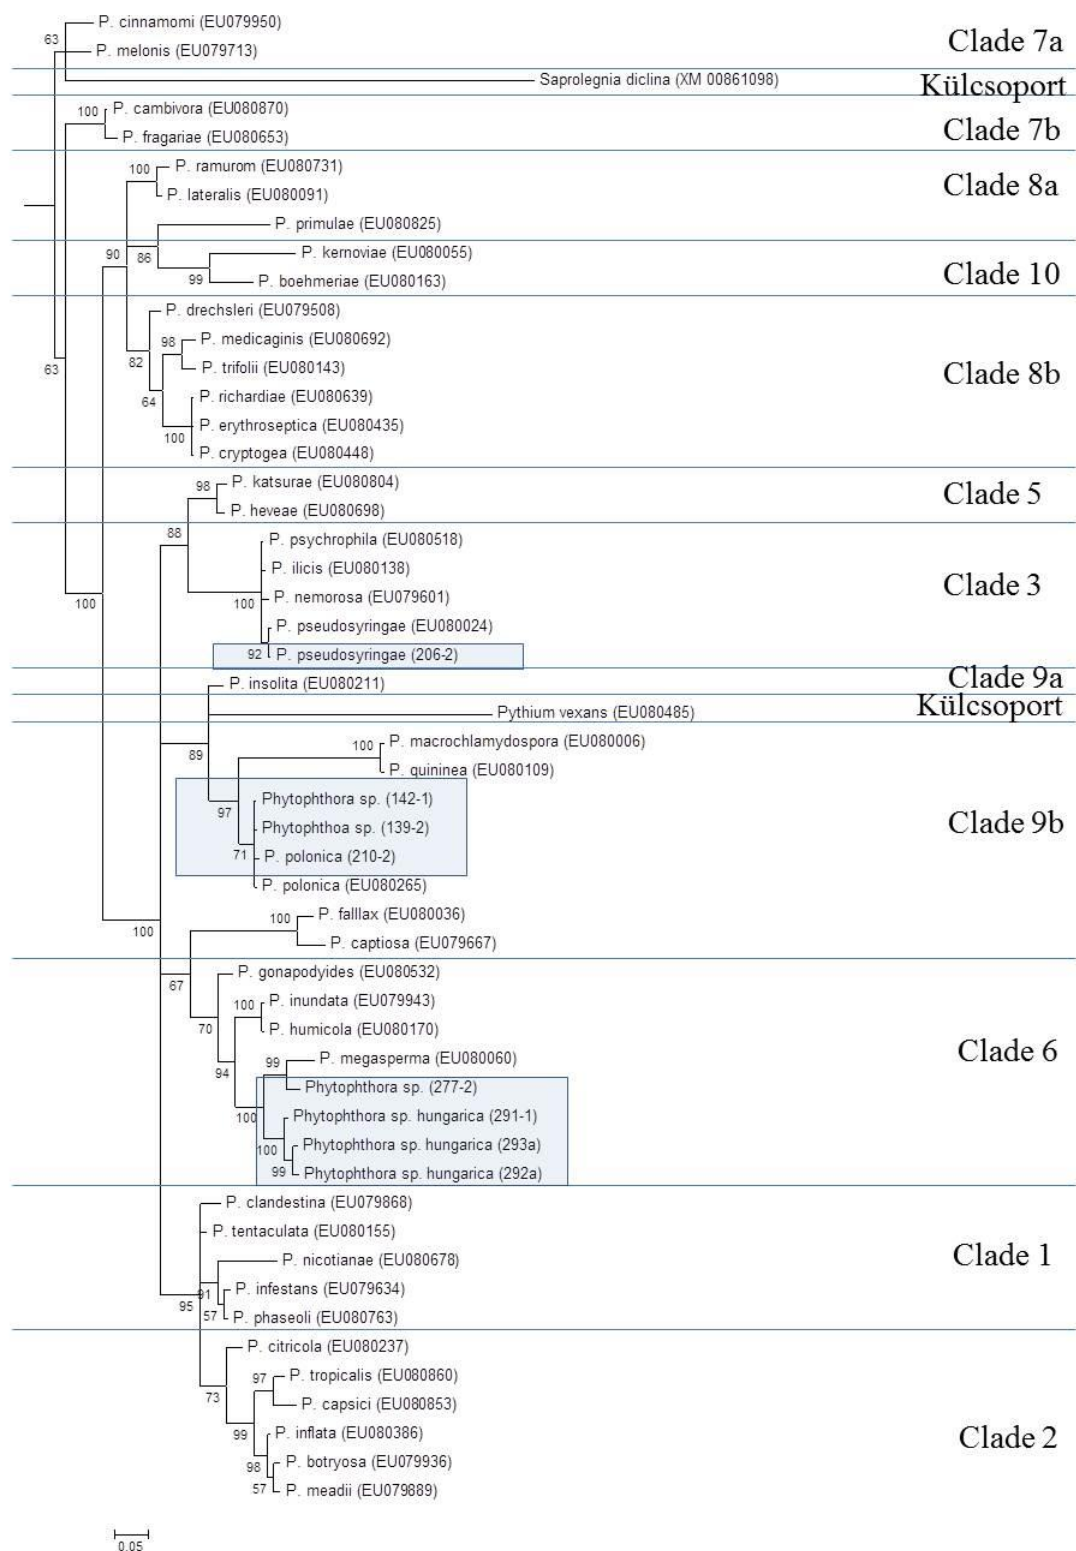 P. cinnamomi (EU079950)
63
P. melonis (EU079713)
Clade 7a
Saprolegnia diclina (XM 00861098)
Külcsoport
100
P. cambivora (EU080870)
P. fragariae (EU080653)
Clade 7b
100
P. ramurom (EU080731)
P. lateralis (EU080091)
Clade 8a
P. primulae (EU080825)
90
86
P. kernoviae (EU080055)
99
P. boehmeriae (EU080163)
Clade 10
P. drechsleri (EU079508)
98
P. medicaginis (EU080692)
63
82
P. trifolii (EU080143)
Clade 8b
64
P. richardiae (EU080639)
P. erythroseptica (EU080435)
100
P. cryptogea (EU080448)
98
P. katsurae (EU080804)
P. heveae (EU080698)
Clade 5
88
P. psychrophila (EU080518)
P. ilicis (EU080138)
Clade 3
100
100
P. nemorosa (EU079601)
P. pseudosyringae (EU080024)
92
P. pseudosyringae (206-2)
P. insolita (EU080211)
Clade 9a
Pythium vexans (EU080485)
Külcsoport
100
P. macrochlamydospora (EU080006)
89
P. quininea (EU080109)
Phytophthora sp. (142-1)
97
Phytophthoa sp. (139-2)
Clade 9b
71
P. polonica (210-2)
P. polonica (EU080265)
100
P. falllax (EU080036)
100
P. captiosa (EU079667)
P. gonapodyides (EU080532)
67
100
P. inundata (EU079943)
70
P. humicola (EU080170)
Clade 6
99
P. megasperma (EU080060)
94
Phytophthora sp. (277-2)
100
Phytophthora sp. hungarica (291-1)
100
Phytophthora sp. hungarica (293a)
99
Phytophthora sp. hungarica (292a)
P. clandestina (EU079868)
P. tentaculata (EU080155)
Clade 1
P. nicotianae (EU080678)
91
P. infestans (EU079634)
95
57
P. phaseoli (EU080763)
P. citricola (EU080237)
97
P. tropicalis (EU080860)
73
P. capsici (EU080853)
99
P. inflata (EU080386)
Clade 2
98
P. botryosa (EU079936)
57
P. meadii (EU079889)
0.05